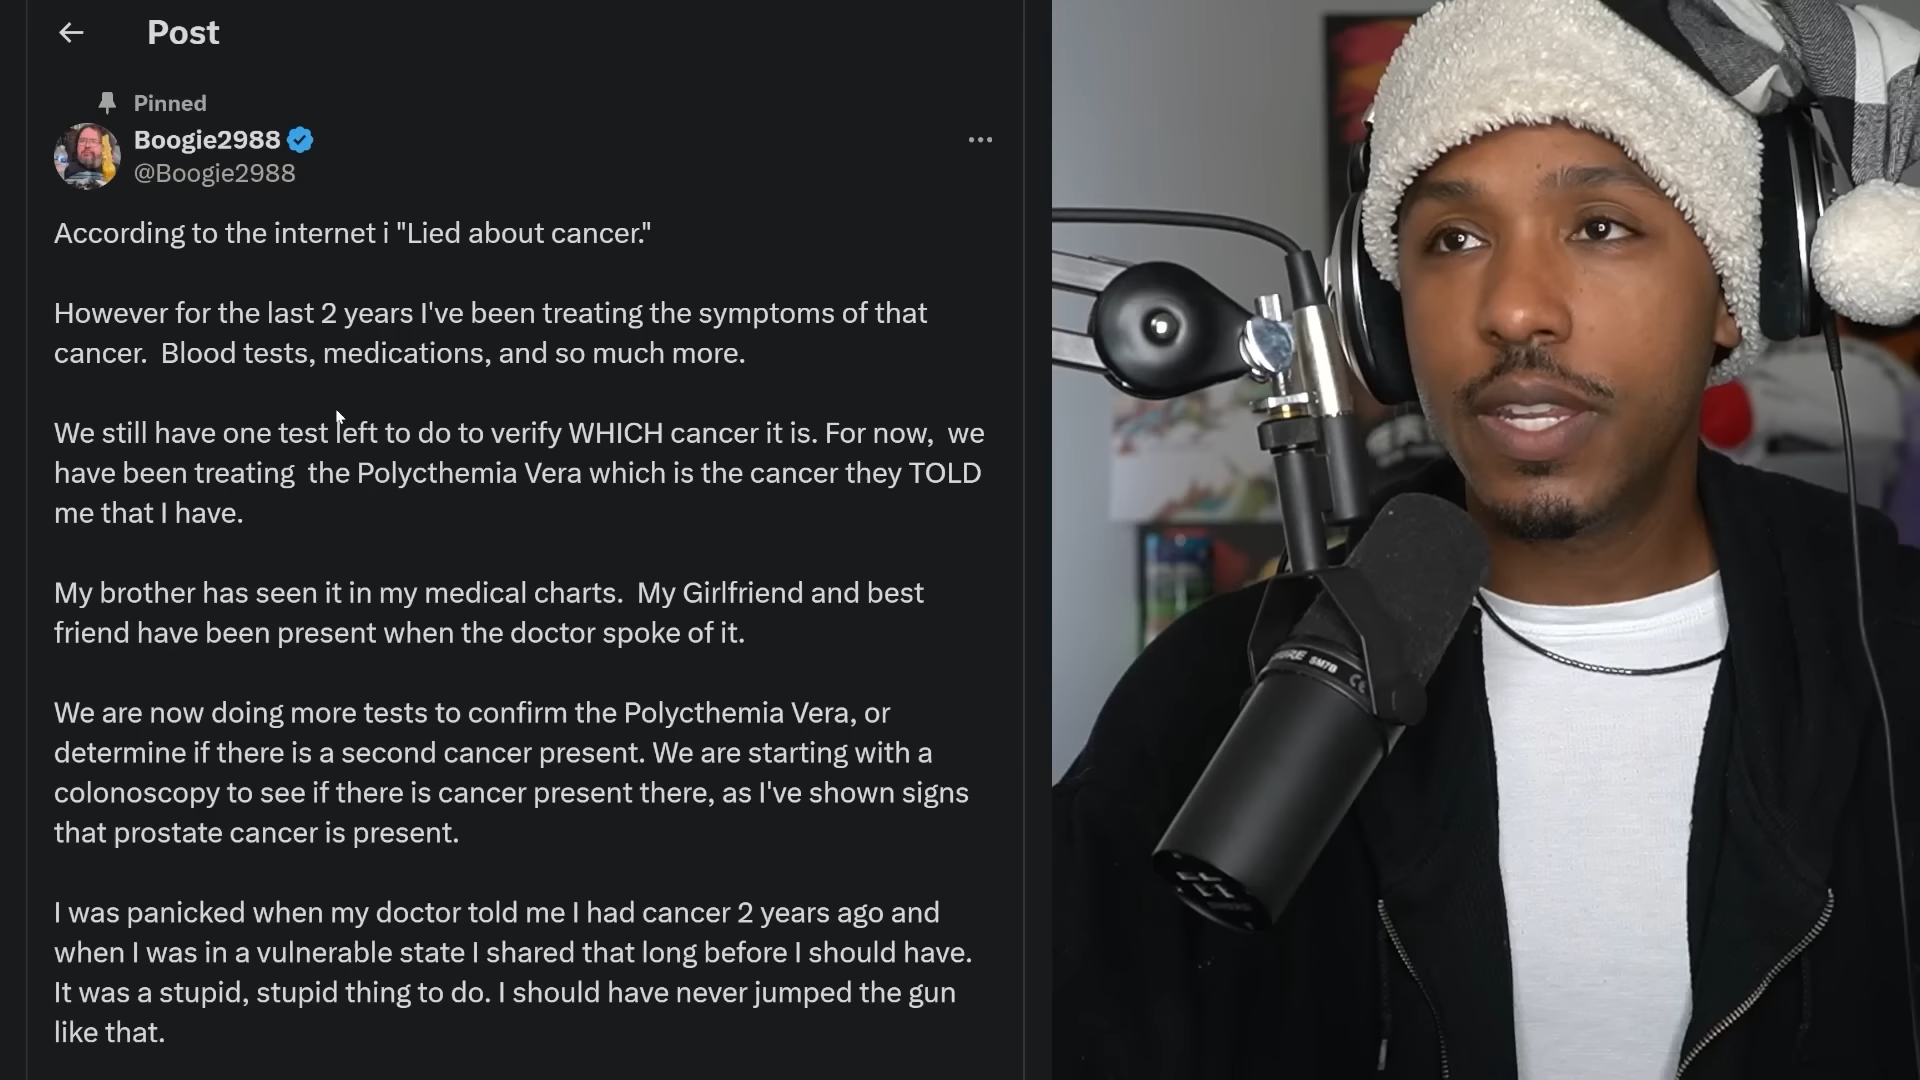 Post
Pinned
Boogie2988
@Boogie2988
According to the internet i "Lied about cancer."
However for the last 2 years I've been treating the symptoms of that
cancer.  Blood tests, medications, and so much more.
We still have one test left to do to verify WHICH cancer it is. For now,  we
have been treating  the Polycthemia Vera which is the cancer they TOLD
me that I have.
My brother has seen it in my medical charts.  My Girlfriend and best
friend have been present when the doctor spoke of it.
We are now doing more tests to confirm the Polycthemia Vera, or
determine if there is a second cancer present. We are starting with a
colonoscopy to see if there is cancer present there, as I've shown signs
that prostate cancer is present.
I was panicked when my doctor told me I had cancer 2 years ago and
when I was in a vulnerable state I shared that long before I should have.
It was a stupid, stupid thing to do. I should have never jumped the gun
like that.
SM7B